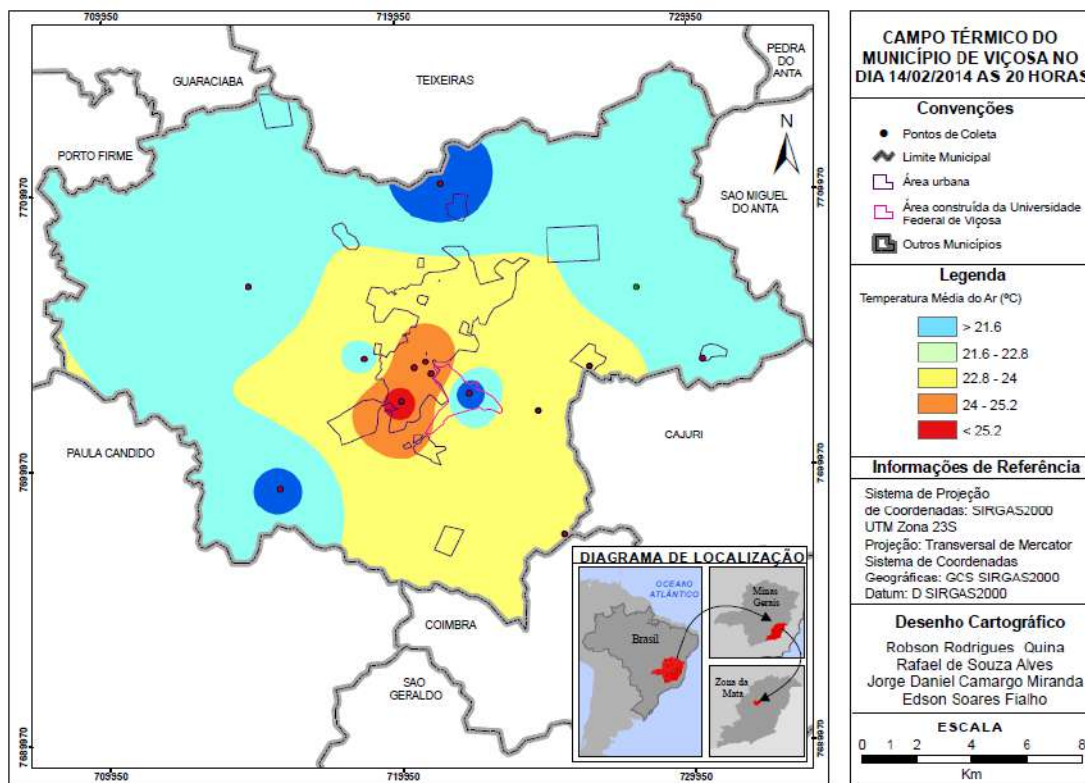 709950
719950
729950
PEDRA
DO
ANTA
GUARACIABA
TEIXEIRAS
PORTO FIRME
N
SAO MIGUEL
DO ANTA
7709970
7709970
PAULA CANDIDO
CAJURI
COIMBRA
SAO
GERALDO
7689970
7689970
709950
719950
729950
DIAGRAMA DE LOCALIZAÇÃO
OCEANO
ATLÂNTICO
Brasil
Minas
Gerais
Zona da
Mata
CAMPO TÉRMICO DO
MUNICÍPIO DE VIÇOSA NO
DIA 14/02/2014 AS 20 HORAS
Convenções
Pontos de Coleta
Limite Municipal
Área urbana
Área construída da Universidade
Federal de Viçosa
Outros Municípios
Legenda
Temperatura Média do Ar (ºC)
> 21.6
21.6 - 22.8
22.8 - 24
24 - 25.2
< 25.2
Informações de Referência
Sistema de Projeção
de Coordenadas: SIRGAS2000
UTM Zona 23S
Projeção: Transversal de Mercator
Sistema de Coordenadas
Geográficas: GCS SIRGAS2000
Datum: D SIRGAS2000
Desenho Cartográfico
Robson Rodrigues Quina
Rafael de Souza Alves
Jorge Daniel Camargo Miranda
Edson Soares Fialho
ESCALA
0 1 2 4 6 8
Km